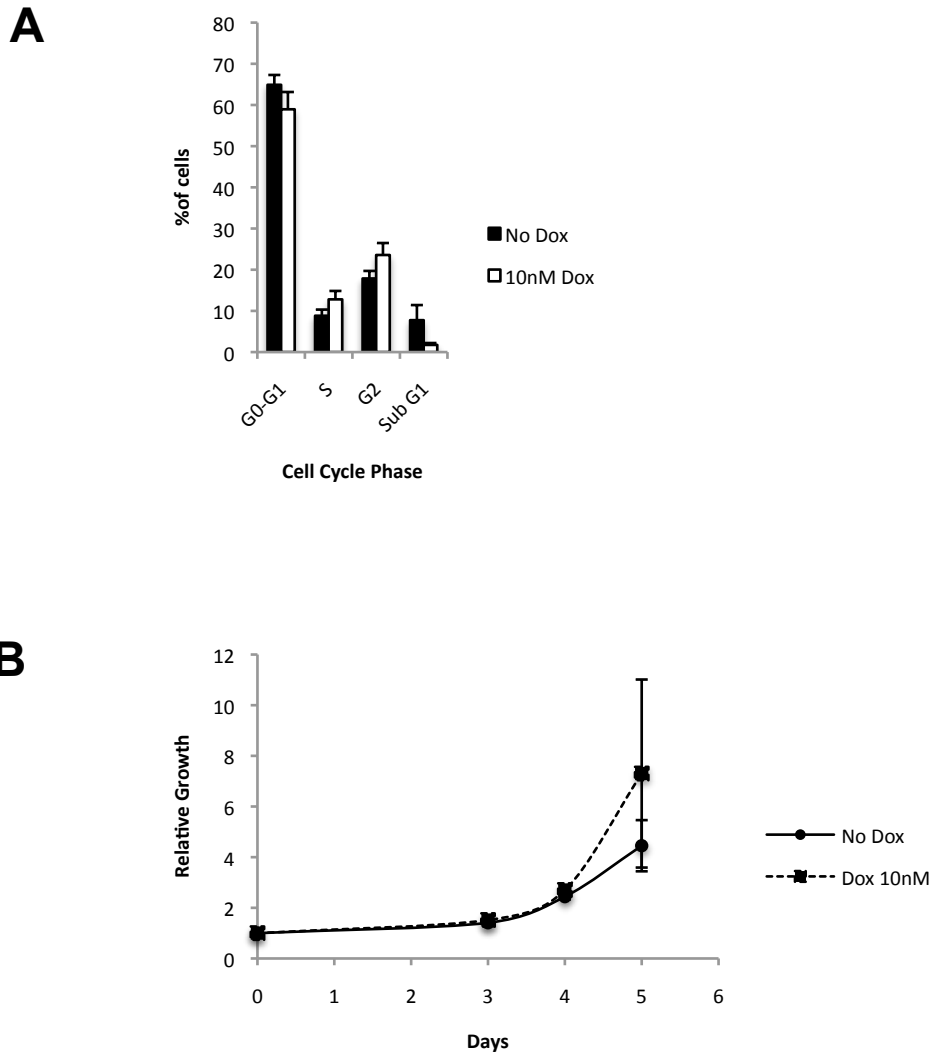 A
80
70
60
50
40
30
20
10
0
%of cells
G0-G1
S
G2
Sub G1
Cell Cycle Phase
No Dox
10nM Dox
B
12
10
8
6
4
2
0
Relative Growth
0 1 2 3 4 5 6
Days
No Dox
Dox 10nM